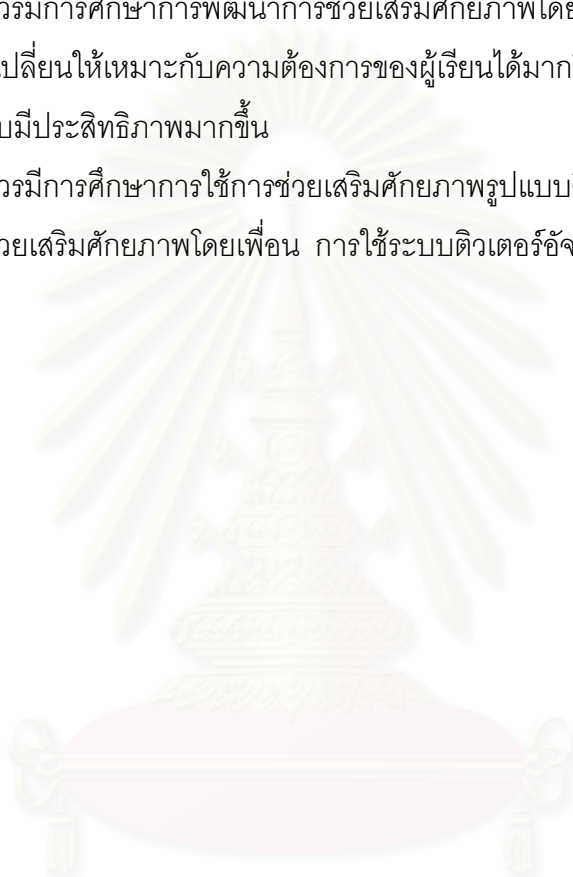 วรมีการศึกษาการพัฒนาการช่วยเสริมศักยภาพโดย
เปลี่ยนให้เหมาะกับความต้องการของผู้เรียนได้มาก
บมีประสิทธิภาพมากขึ้น
วรมีการศึกษาการใช้การช่วยเสริมศักยภาพรูปแบบ
วยเสริมศักยภาพโดยเพื่อน การใช้ระบบติวเตอร์อัจ